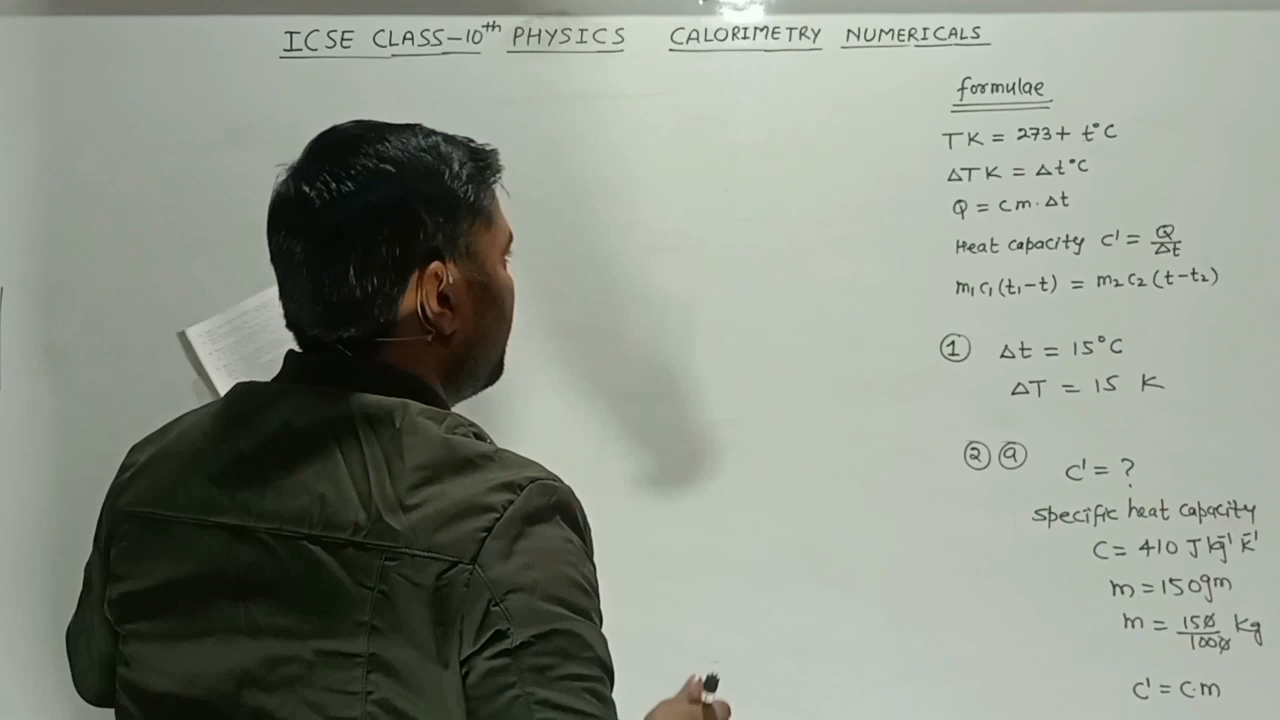 ICSE CLASS-10th PHYSICS CALORIMETRY NUMERICALS
formulae
TK = 273 + t°C
ΔTK = Δt°C
Q = cm·Δt
Heat capacity c' = Q/Δt
m₁c₁(t₁-t) = m₂c₂(t-t₂)
① Δt = 15°C
ΔT = 15 K
② ⓐ c' = ?
specific heat capacity
C = 410 J kg⁻¹ K⁻¹
m = 150gm
m = 150/1000 kg
c' = c·m